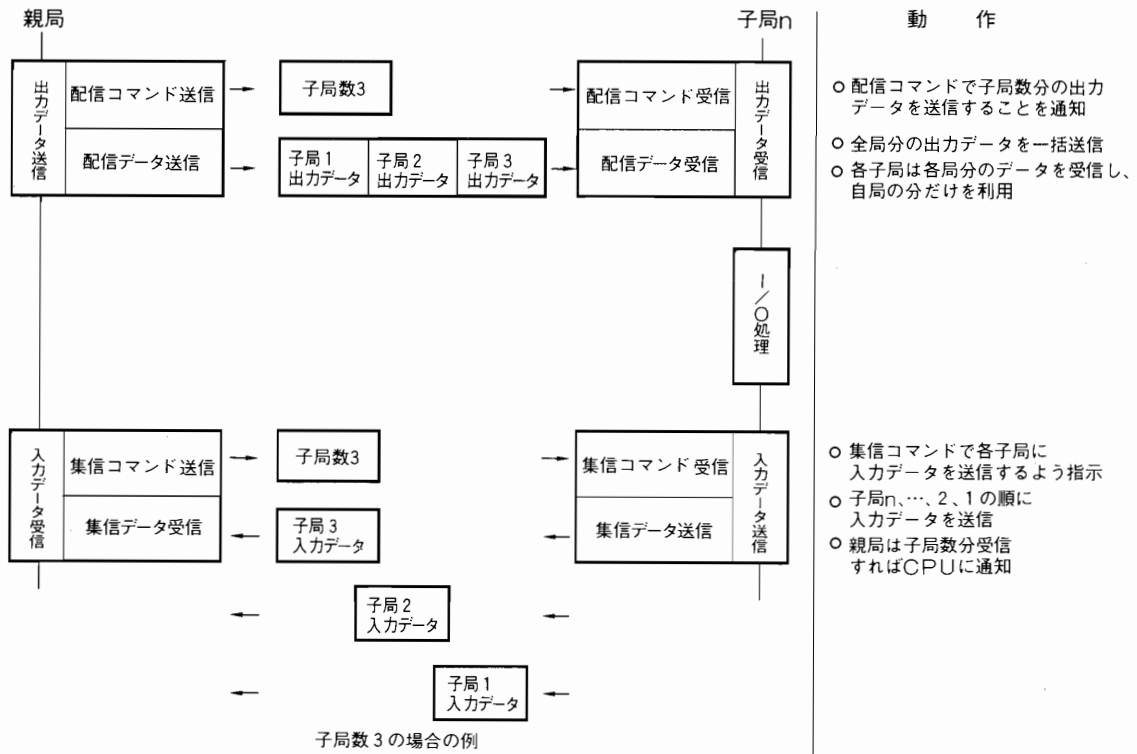 親局
子局n
動 作
出力データ送信
配信コマンド送信
子局数3
配信コマンド受信
出力データ受信
配信データ送信
子局1
出力データ
子局2
出力データ
子局3
出力データ
配信データ受信
○ 配信コマンドで子局数分の出力
データを送信することを通知
○ 全局分の出力データを一括送信
○ 各子局は各局分のデータを受信し、
自局の分だけを利用
I/O処理
入力データ受信
集信コマンド送信
子局数3
集信コマンド受信
入力データ送信
集信データ受信
子局3
入力データ
集信データ送信
○ 集信コマンドで各子局に
入力データを送信するよう指示
○ 子局n、…、2、1の順に
入力データを送信
○ 親局は子局数分受信
すればCPUに通知
子局2
入力データ
子局1
入力データ
子局数3の場合の例